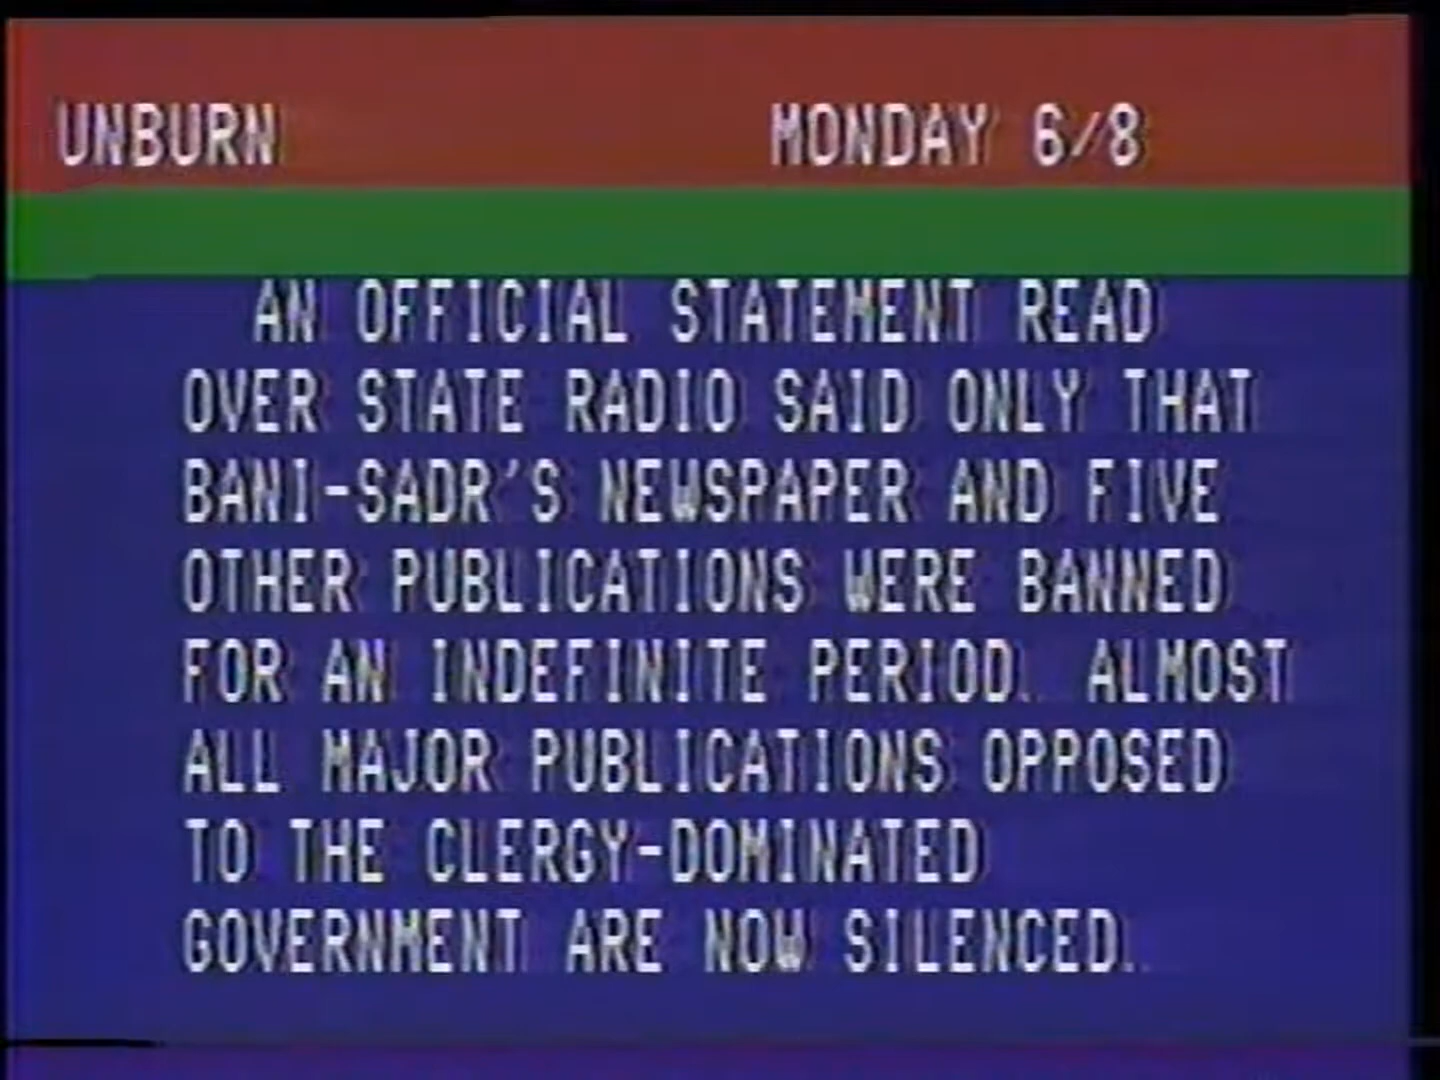 UNBURN MONDAY 6/8
AN OFFICIAL STATEMENT READ
OVER STATE RADIO SAID ONLY THAT
BANI-SADR'S NEWSPAPER AND FIVE
OTHER PUBLICATIONS WERE BANNED
FOR AN INDEFINITE PERIOD. ALMOST
ALL MAJOR PUBLICATIONS OPPOSED
TO THE CLERGY-DOMINATED
GOVERNMENT ARE NOW SILENCED.